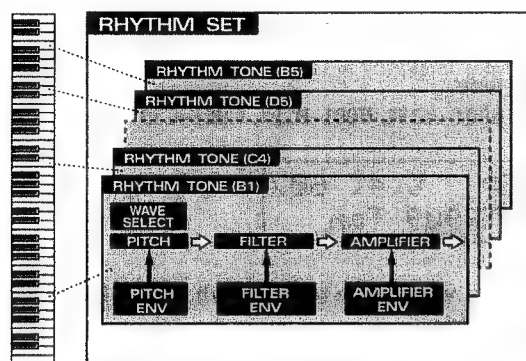 RHYTHM SET
RHYTHM TONE (B5)
RHYTHM TONE (D5)
RHYTHM TONE (C4)
RHYTHM TONE (B1)
WAVE
SELECT
PITCH
FILTER
AMPLIFIER
PITCH
ENV
FILTER
ENV
AMPLIFIER
ENV